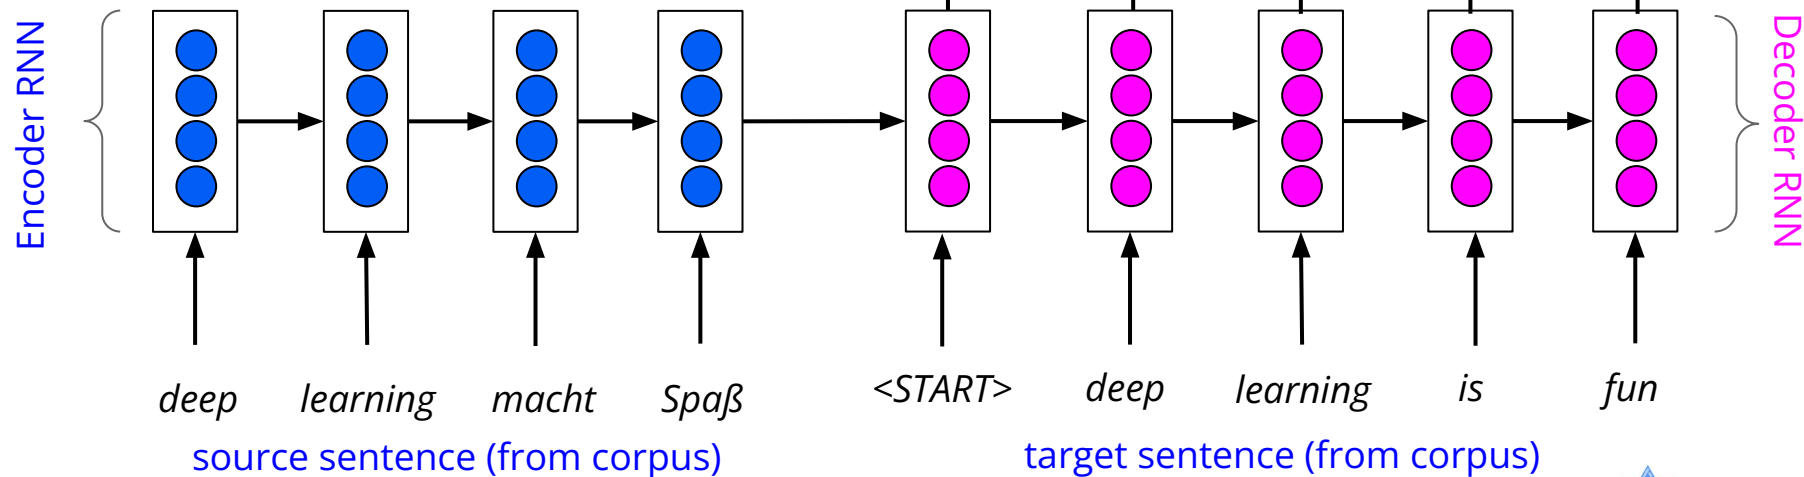 Encoder RNN
Decoder RNN
deep learning macht Spaß <START> deep learning is fun
source sentence (from corpus) target sentence (from corpus)